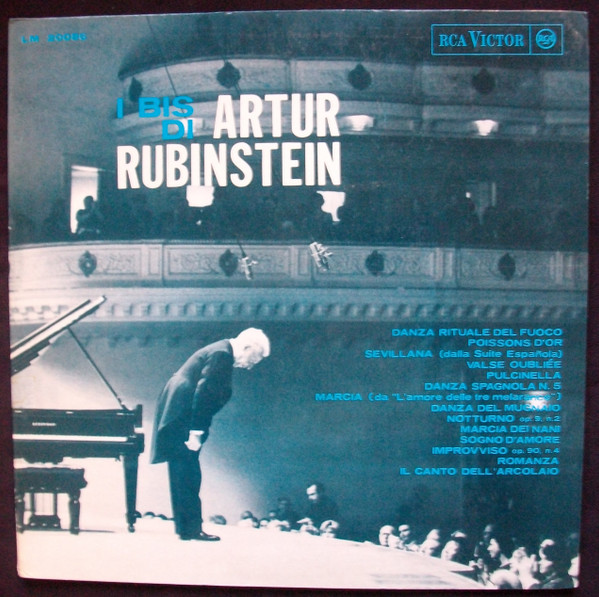 LM 20080
RCA VICTOR
RCA
I BIS
DI
ARTUR
RUBINSTEIN
DANZA RITUALE DEL FUOCO
POISSONS D'OR
SEVILLANA (dalla Suite Española)
VALSE OUBLIÉE
PULCINELLA
DANZA SPAGNOLA N. 5
MARCIA (da "L'amore delle tre melarance")
DANZA DEL MUGNAIO
NOTTURNO op. 9, n.2
MARCIA DEI NANI
SOGNO D'AMORE
IMPROVVISO op. 90, n. 4
ROMANZA
IL CANTO DELL'ARCOLAIO